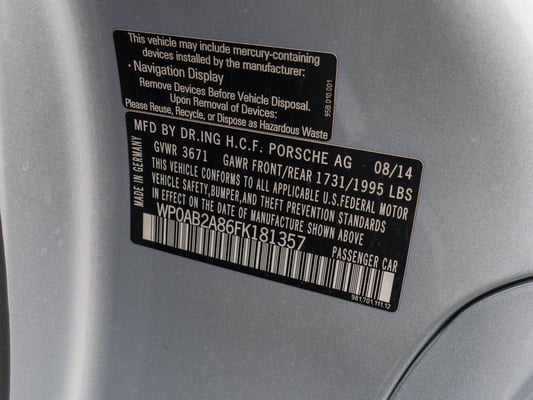 This vehicle may include mercury-containing
devices installed by the manufacturer:
· Navigation Display
Remove Devices Before Vehicle Disposal.
Upon Removal of Devices:
Please Reuse, Recycle, or Dispose as Hazardous Waste
95B.010.001
MFD BY DR.ING H.C.F. PORSCHE AG 08/14
GVWR 3671 GAWR FRONT/REAR 1731/1995 LBS
THIS VEHICLE CONFORMS TO ALL APPLICABLE U.S.FEDERAL MOTOR
VEHICLE SAFETY,BUMPER,AND THEFT PREVENTION STANDARDS
IN EFFECT ON THE DATE OF MANUFACTURE SHOWN ABOVE
WP0AB2A86FK181357
PASSENGER CAR
MADE IN GERMANY
981.701.111.12